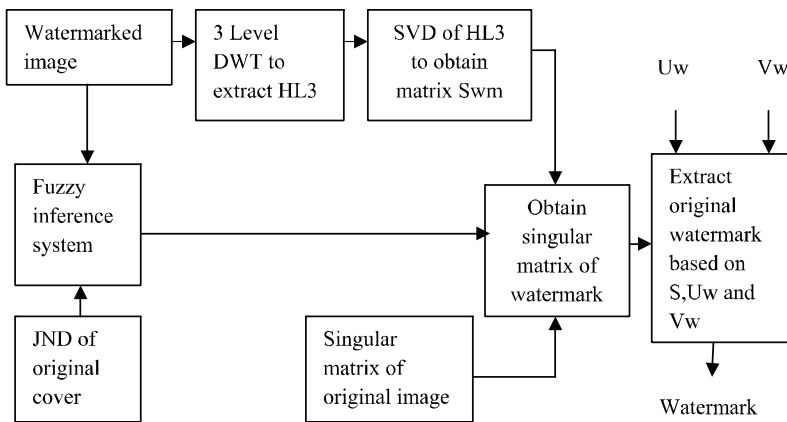 Watermarked
image
3 Level
DWT to
extract HL3
SVD of HL3
to obtain
matrix Swm
Uw
Vw
Fuzzy
inference
system
Obtain
singular
matrix of
watermark
Extract
original
watermark
based on
S,Uw and
Vw
JND of
original
cover
Singular
matrix of
original image
Watermark